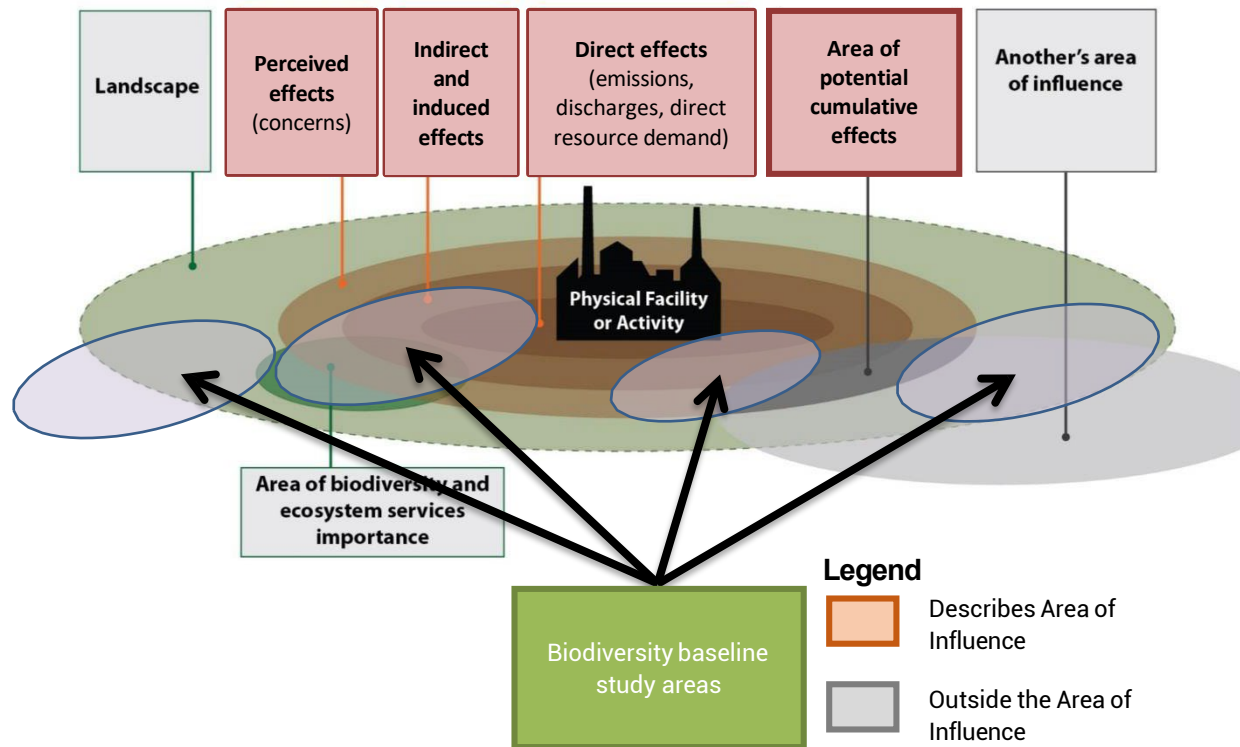 Landscape
Perceived
effects
(concerns)
Indirect
and
induced
effects
Direct effects
(emissions,
discharges, direct
resource demand)
Area of
potential
cumulative
effects
Another’s area
of influence
Physical Facility
or Activity
Area of biodiversity and
ecosystem services
importance
Biodiversity baseline
study areas
Legend
Describes Area of
Influence
Outside the Area of
Influence